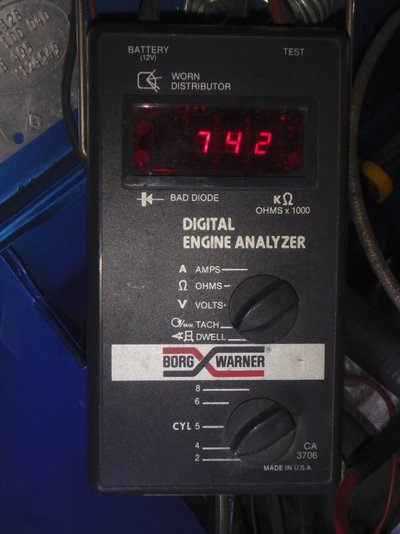 BATTERY
(12V)
TEST
WORN
DISTRIBUTOR
742
BAD DIODE
KΩ
OHMS x 1000
DIGITAL
ENGINE ANALYZER
A AMPS
Ω OHMS
V VOLTS
/MIN TACH
DWELL
BORG WARNER®
8
6
CYL 5
4
2
CA
3706
MADE IN U.S.A.